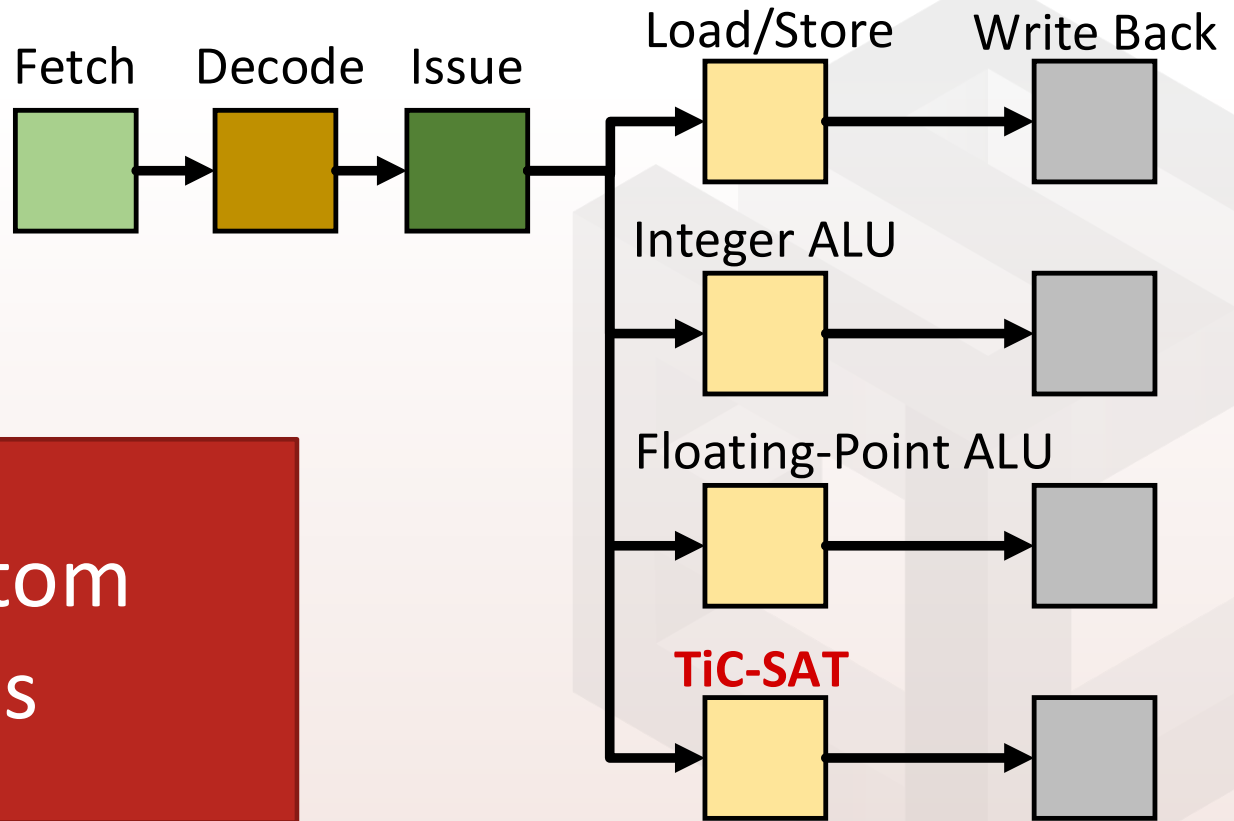 Fetch
Decode
Issue
Load/Store
Write Back
Integer ALU
Floating-Point ALU
TiC-SAT
tom
s